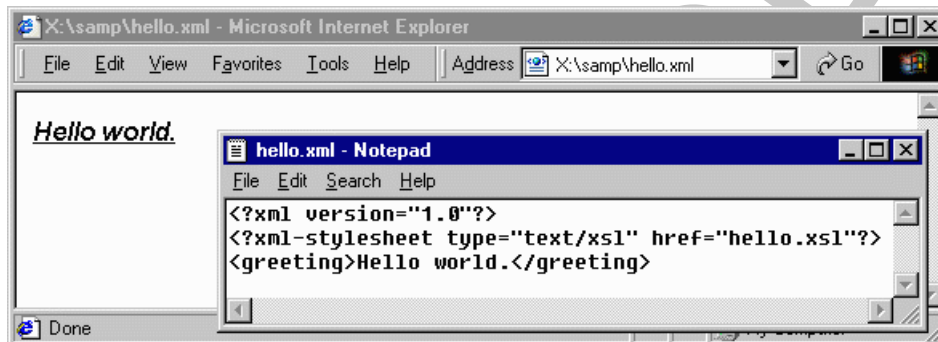 X:\samp\hello.xml - Microsoft Internet Explorer
File Edit View Favorites Tools Help Address X:\samp\hello.xml Go
Hello world.
hello.xml - Notepad
File Edit Search Help
<?xml version="1.0"?>
<?xml-stylesheet type="text/xsl" href="hello.xsl"?>
<greeting>Hello world.</greeting>
Done